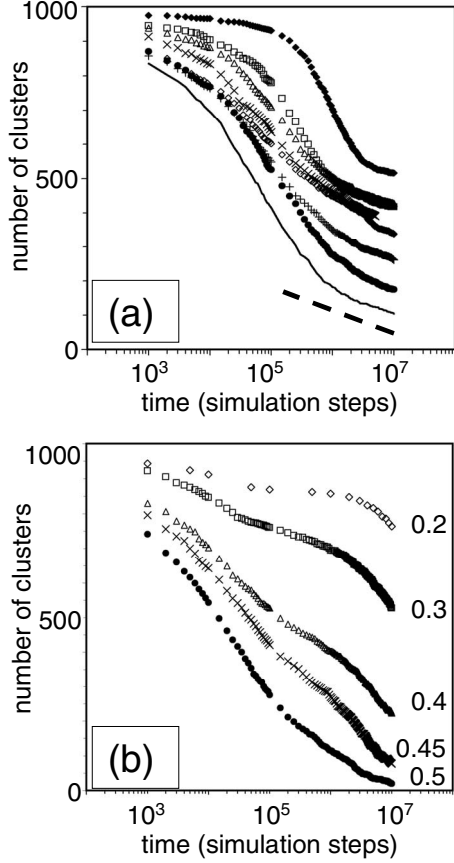 1000
number of clusters
500
(a)
0
10³ 10⁵ 10⁷
time (simulation steps)
1000
0.2
number of clusters
0.3
500
0.4
(b)
0.45
0.5
0
10³ 10⁵ 10⁷
time (simulation steps)